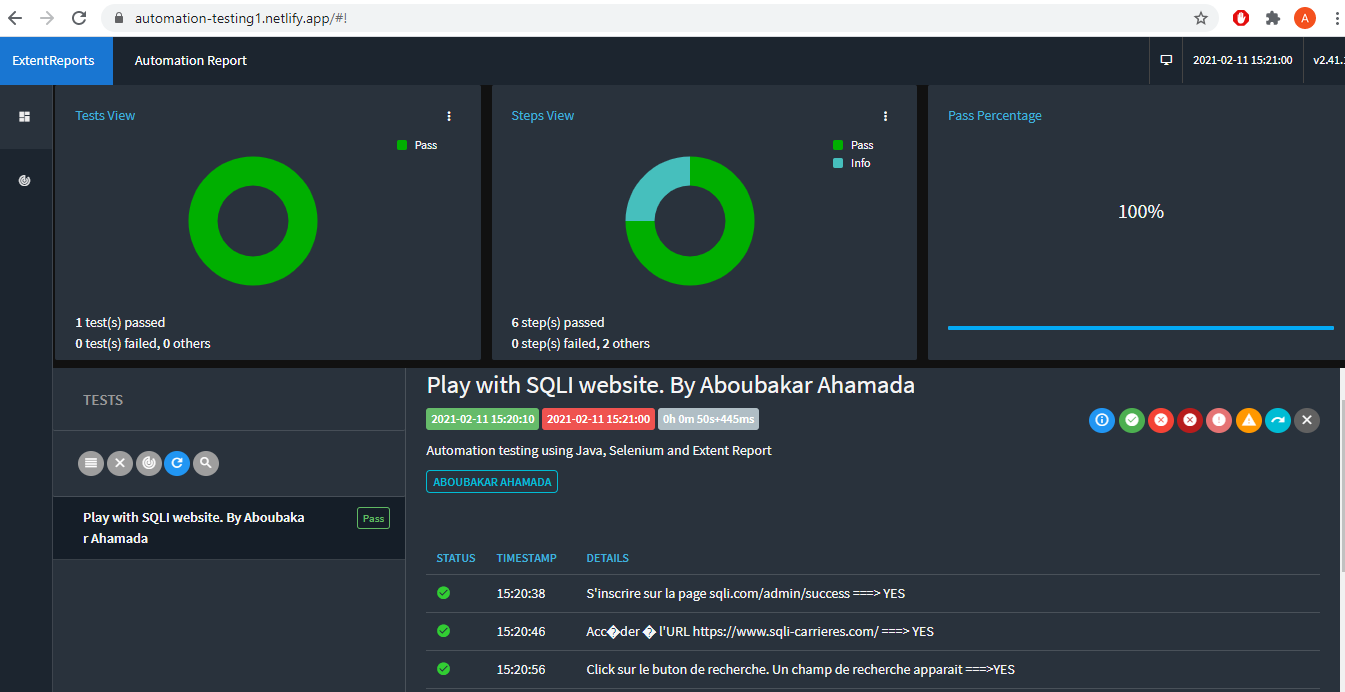 automation-testing1.netlify.app/#!
A
ExtentReports
Automation Report
2021-02-11 15:21:00
v2.41.
Tests View
Pass
1 test(s) passed
0 test(s) failed, 0 others
Steps View
Pass
Info
6 step(s) passed
0 step(s) failed, 2 others
Pass Percentage
100%
TESTS
Play with SQLI website. By Aboubaka
r Ahamada
Pass
Play with SQLI website. By Aboubakar Ahamada
2021-02-11 15:20:10 2021-02-11 15:21:00 0h 0m 50s+445ms
Automation testing using Java, Selenium and Extent Report
ABOUBAKAR AHAMADA
STATUS TIMESTAMP DETAILS
15:20:38 S'inscrire sur la page sqli.com/admin/success ===> YES
15:20:46 Acc�der � l'URL https://www.sqli-carrieres.com/ ===> YES
15:20:56 Click sur le buton de recherche. Un champ de recherche apparait ===>YES